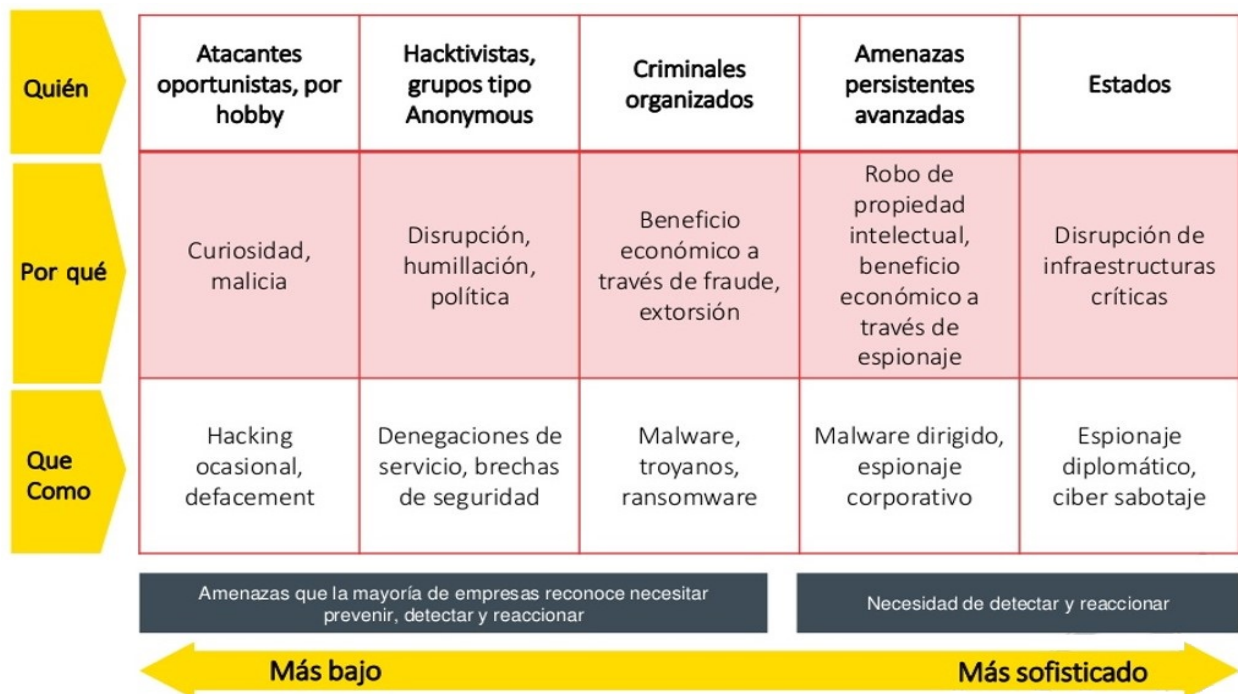 Quién
Atacantes
oportunistas, por
hobby
Hacktivistas,
grupos tipo
Anonymous
Criminales
organizados
Amenazas
persistentes
avanzadas
Estados
Por qué
Curiosidad,
malicia
Disrupción,
humillación,
política
Beneficio
económico a
través de fraude,
extorsión
Robo de
propiedad
intelectual,
beneficio
económico a
través de
espionaje
Disrupción de
infraestructuras
críticas
Que
Como
Hacking
ocasional,
defacement
Denegaciones de
servicio, brechas
de seguridad
Malware,
troyanos,
ransomware
Malware dirigido,
espionaje
corporativo
Espionaje
diplomático,
ciber sabotaje
Amenazas que la mayoría de empresas reconoce necesitar
prevenir, detectar y reaccionar
Necesidad de detectar y reaccionar
Más bajo
Más sofisticado